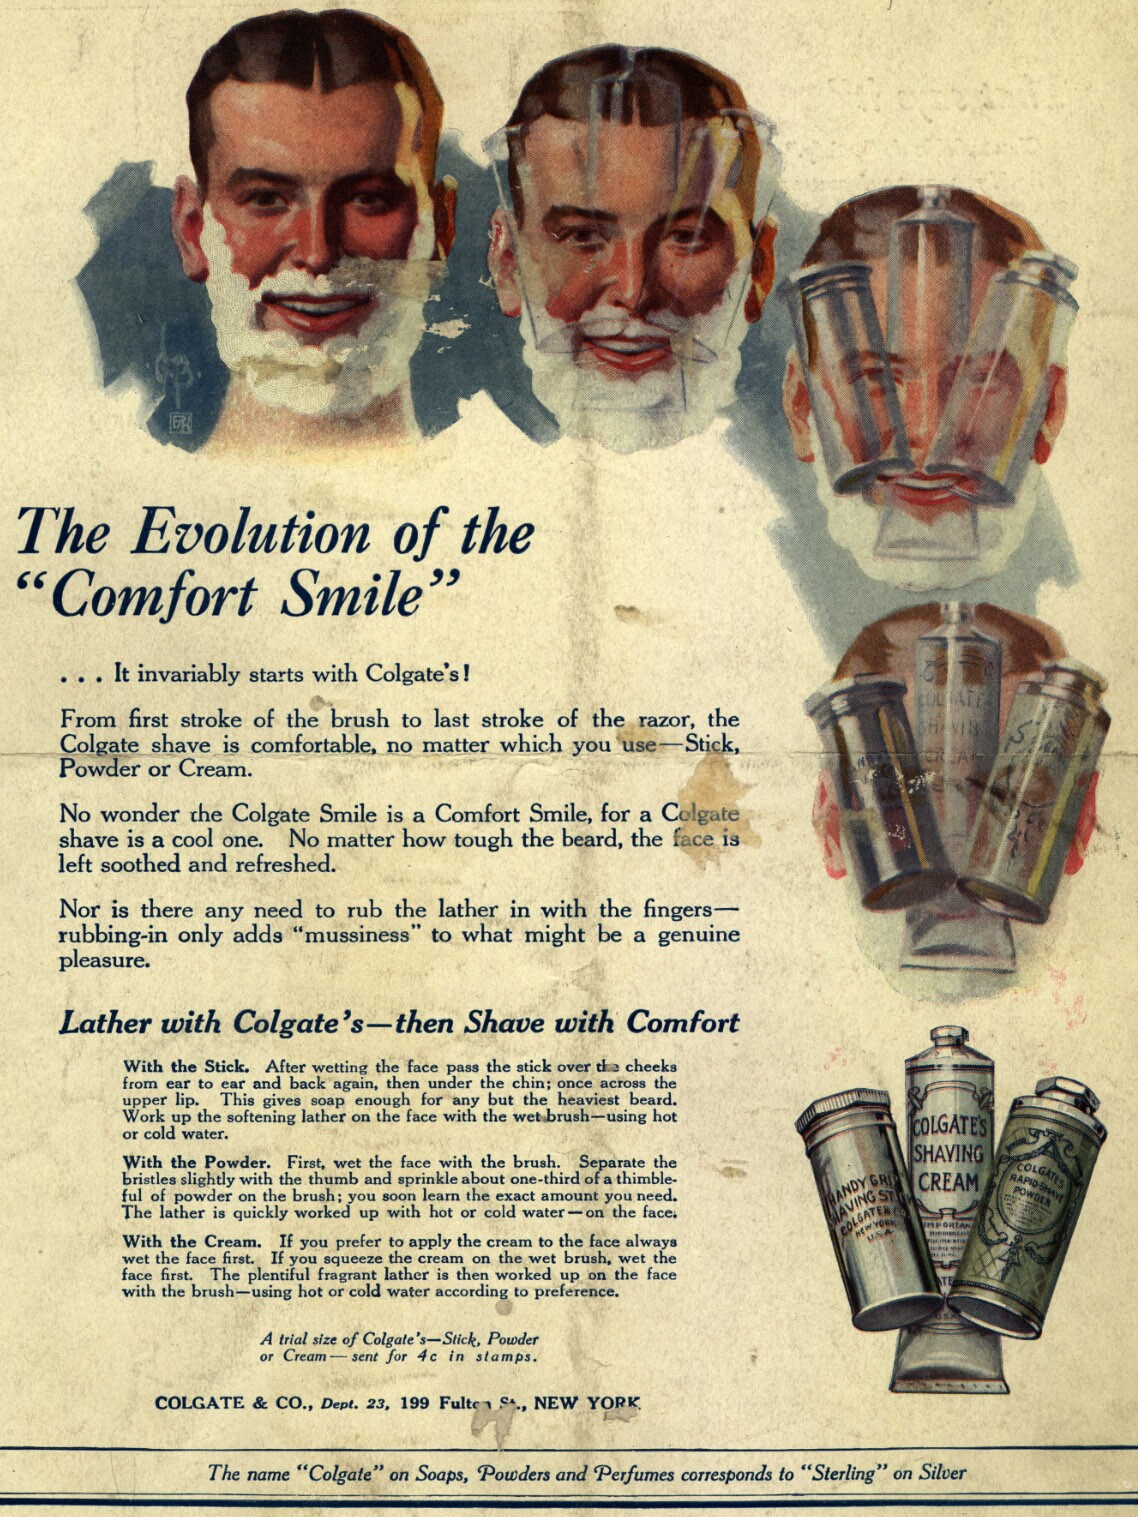 The Evolution of the
“Comfort Smile”
. . . It invariably starts with Colgate's!
From first stroke of the brush to last stroke of the razor, the
Colgate shave is comfortable, no matter which you use—Stick,
Powder or Cream.
No wonder the Colgate Smile is a Comfort Smile, for a Colgate
shave is a cool one. No matter how tough the beard, the face is
left soothed and refreshed.
Nor is there any need to rub the lather in with the fingers—
rubbing-in only adds “mussiness” to what might be a genuine
pleasure.
Lather with Colgate's—then Shave with Comfort
With the Stick. After wetting the face pass the stick over the cheeks
from ear to ear and back again, then under the chin; once across the
upper lip. This gives soap enough for any but the heaviest beard.
Work up the softening lather on the face with the wet brush—using hot
or cold water.
With the Powder. First, wet the face with the brush. Separate the
bristles slightly with the thumb and sprinkle about one-third of a thimble-
ful of powder on the brush; you soon learn the exact amount you need.
The lather is quickly worked up with hot or cold water—on the face.
With the Cream. If you prefer to apply the cream to the face always
wet the face first. If you squeeze the cream on the wet brush, wet the
face first. The plentiful fragrant lather is then worked up on the face
with the brush—using hot or cold water according to preference.
A trial size of Colgate's—Stick, Powder
or Cream—sent for 4c in stamps.
COLGATE & CO., Dept. 23, 199 Fulton St., NEW YORK
COLGATE'S
SHAVING
CREAM
HANDY GRIP
SHAVING STICK
COLGATE & CO.
NEW YORK
U.S.A.
COLGATE'S
RAPID-SHAVE
POWDER
The name “Colgate” on Soaps, Powders and Perfumes corresponds to “Sterling” on Silver